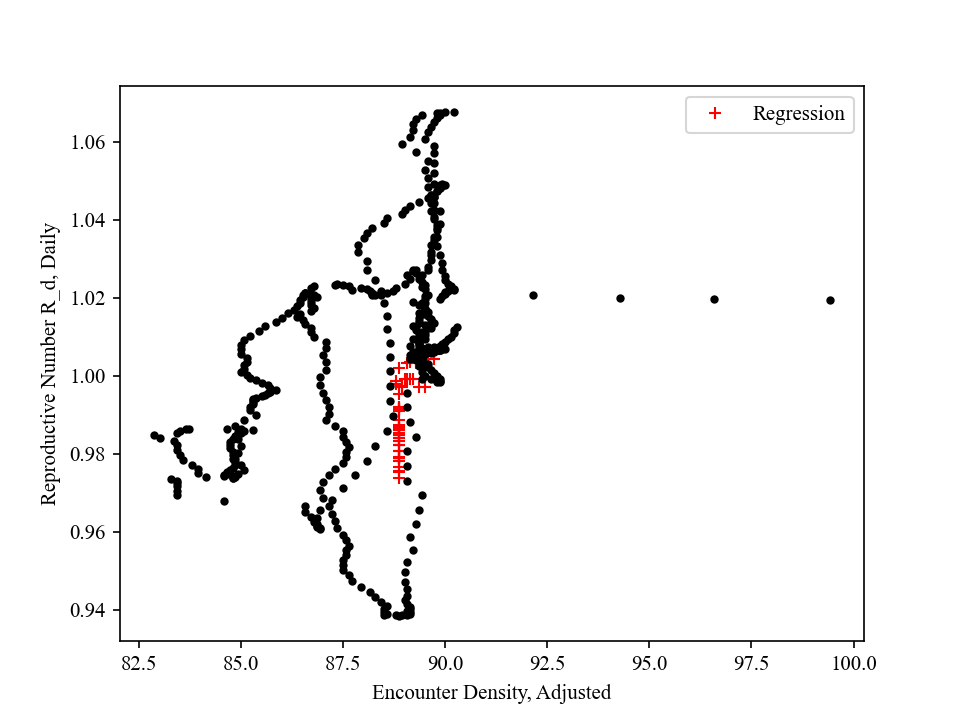 Regression
1.06
1.04
1.02
1.00
0.98
0.96
0.94
Reproductive Number R_d, Daily
82.5 85.0 87.5 90.0 92.5 95.0 97.5 100.0
Encounter Density, Adjusted